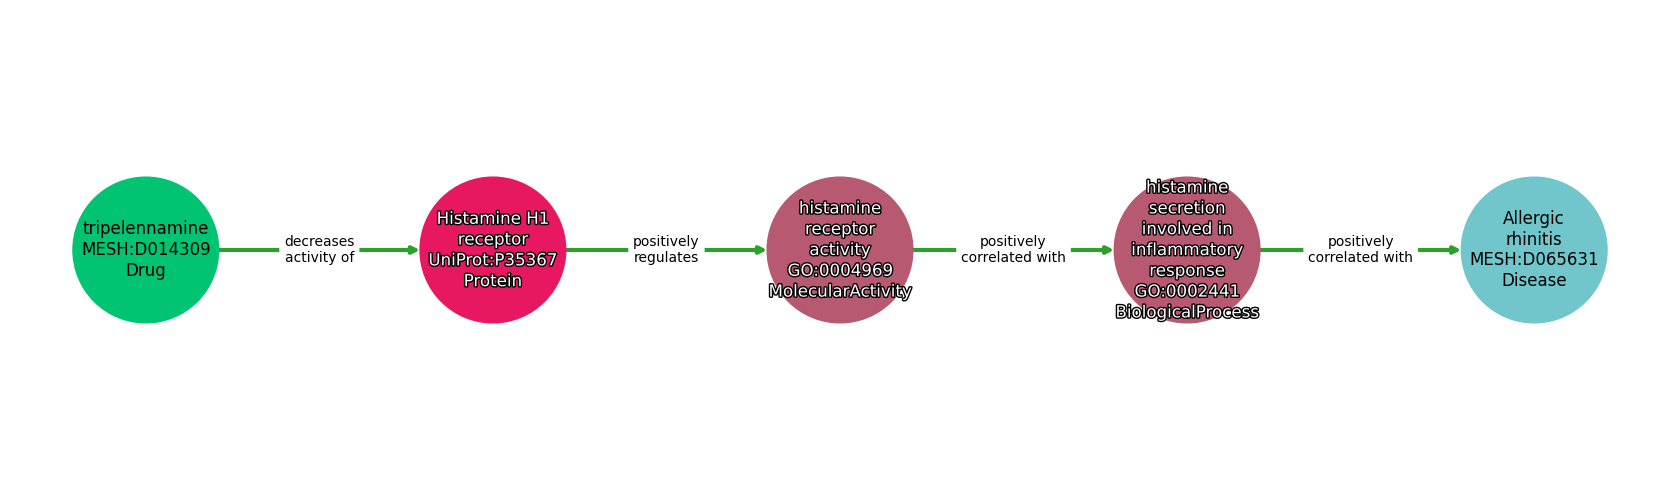 tripelennamine
MESH:D014309
Drug
decreases
activity of
Histamine H1
receptor
UniProt:P35367
Protein
positively
regulates
histamine
receptor
activity
GO:0004969
MolecularActivity
positively
correlated with
histamine
secretion
involved in
inflammatory
response
GO:0002441
BiologicalProcess
positively
correlated with
Allergic
rhinitis
MESH:D065631
Disease